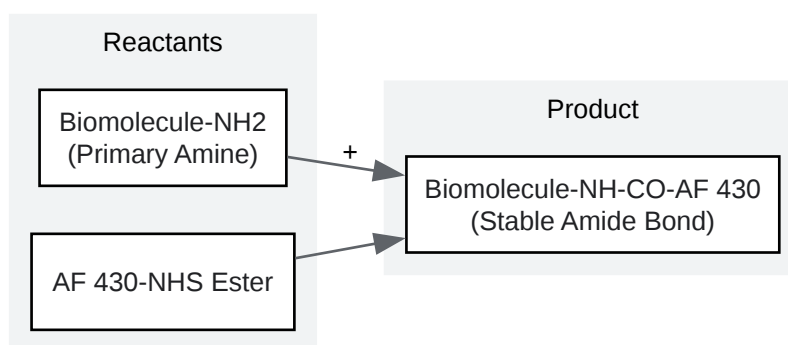 Reactants
Biomolecule-NH2
(Primary Amine)
+
AF 430-NHS Ester
Product
Biomolecule-NH-CO-AF 430
(Stable Amide Bond)